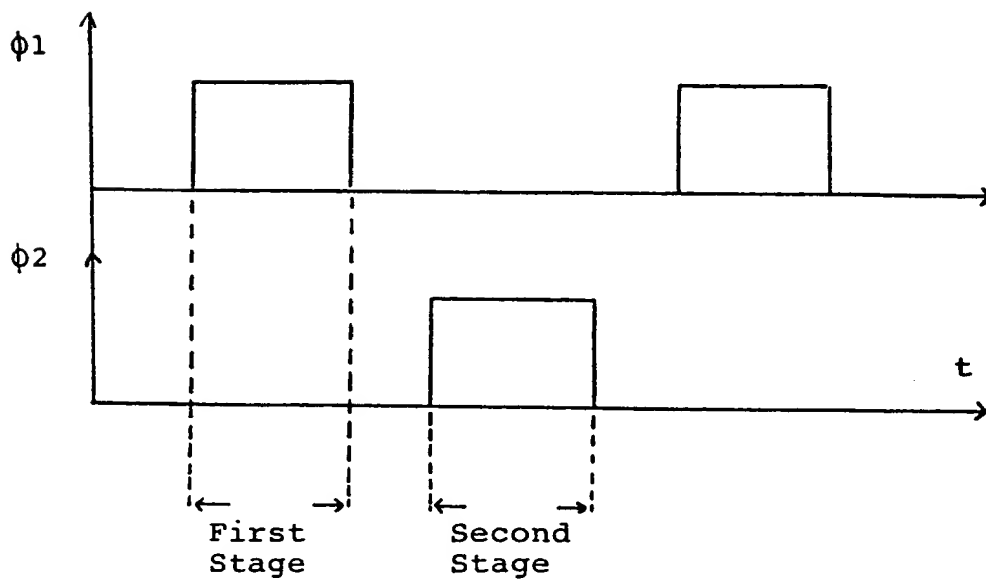 ϕ1
ϕ2
t
First
Stage
Second
Stage